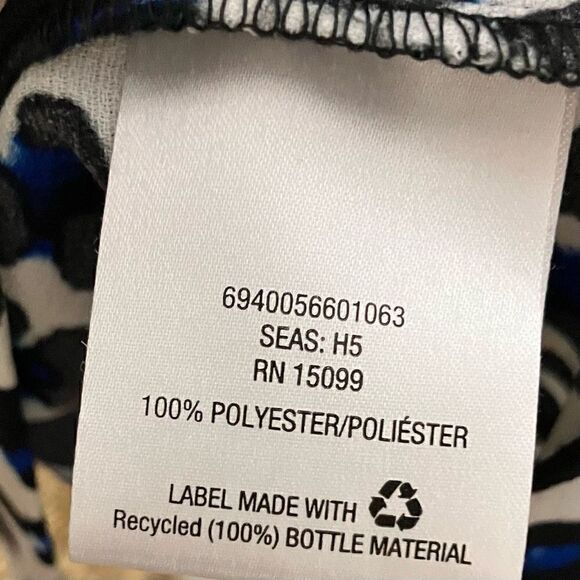 6940056601063
SEAS: H5
RN 15099
100% POLYESTER/POLIÉSTER
LABEL MADE WITH
Recycled (100%) BOTTLE MATERIAL